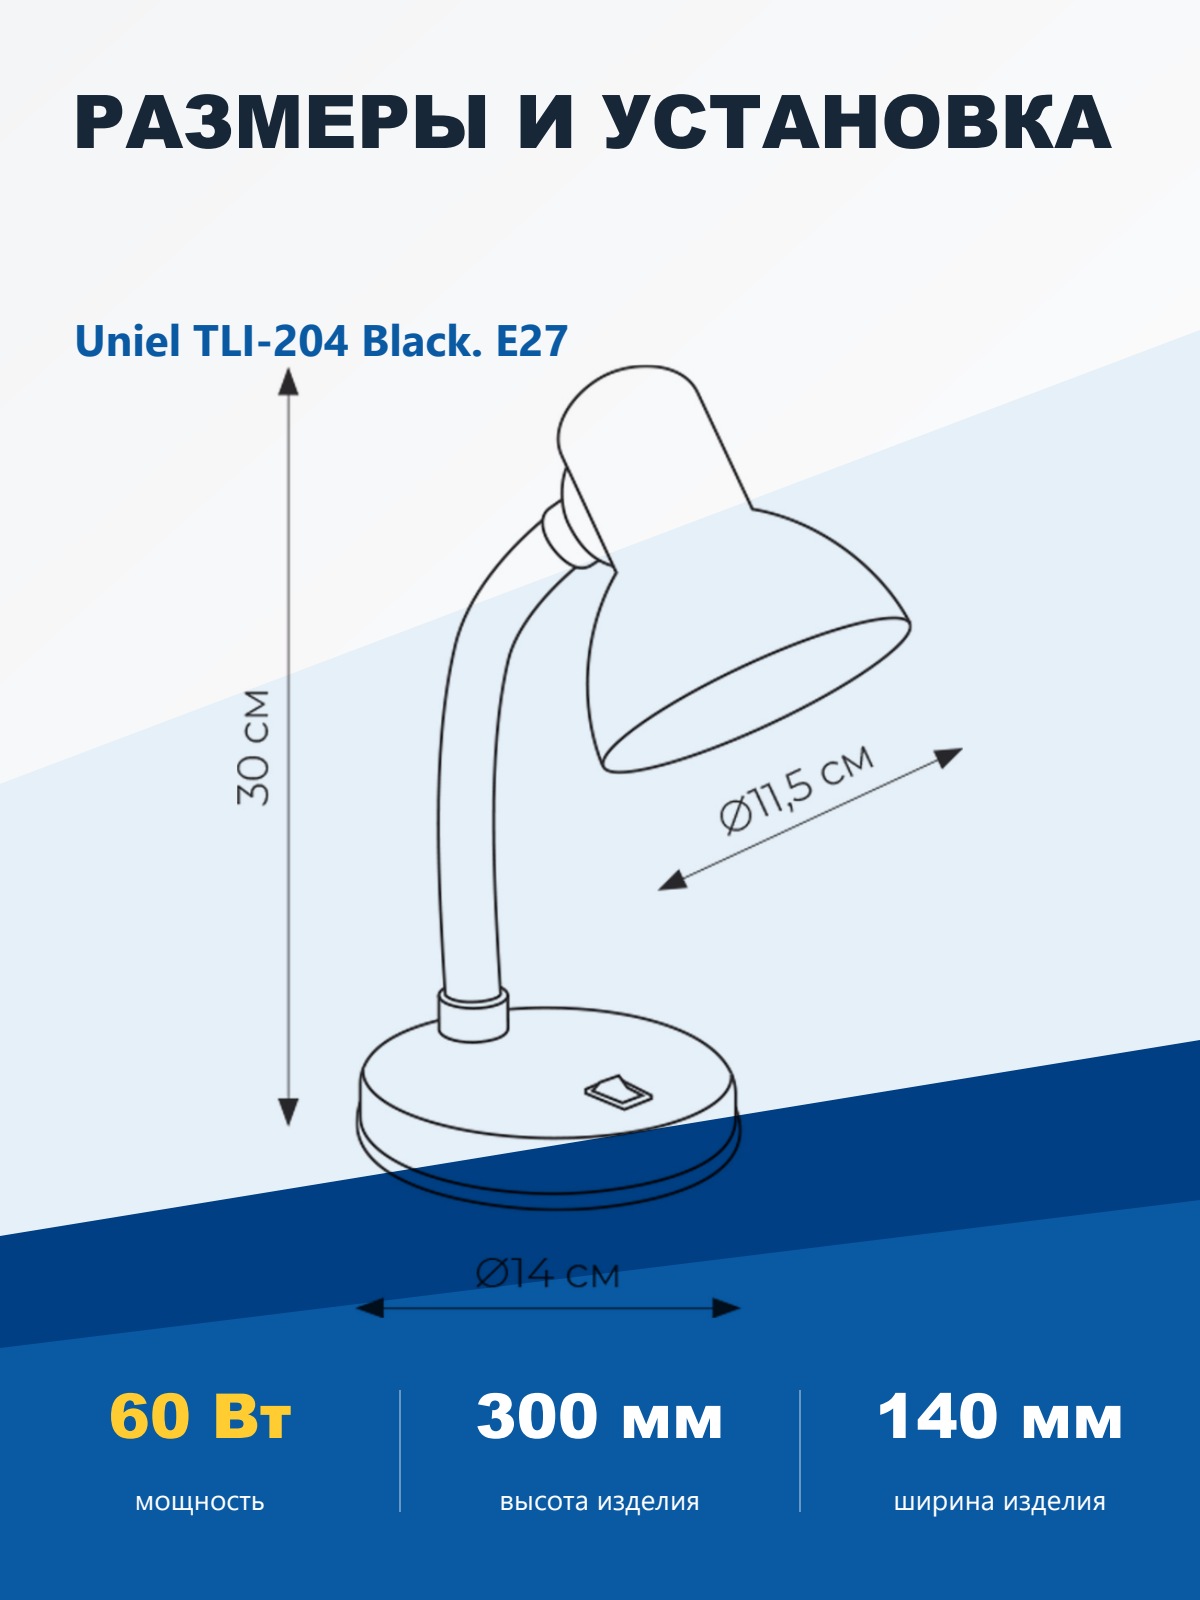 РАЗМЕРЫ И УСТАНОВКА
Uniel TLI-204 Black. E27
30 см
Ø11,5 см
Ø14 см
60 Вт
мощность
300 мм
высота изделия
140 мм
ширина изделия